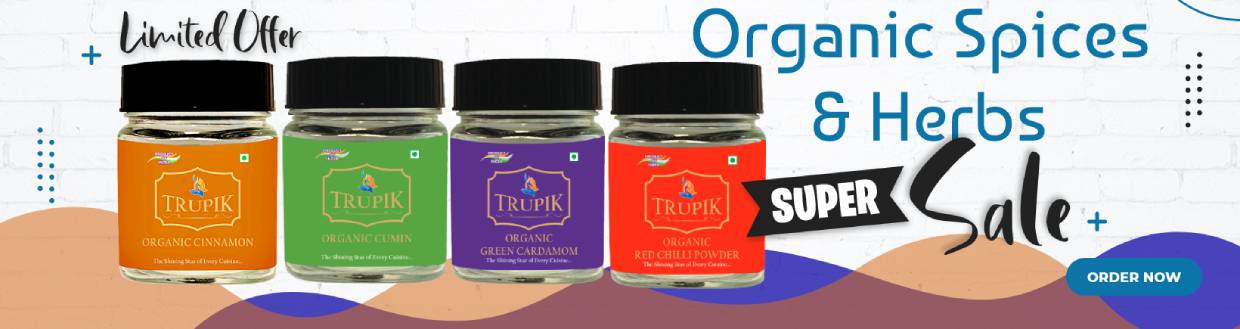 Limited Offer
Organic Spices
& Herbs
SUPER
Sale
ORDER NOW
TRUPIK
ORGANIC CINNAMON
The Shining Star of Every Cuisine...
TRUPIK
ORGANIC CUMIN
The Shining Star of Every Cuisine...
TRUPIK
ORGANIC
GREEN CARDAMOM
The Shining Star of Every Cuisine...
TRUPIK
ORGANIC
RED CHILLI POWDER
The Shining Star of Every Cuisine...